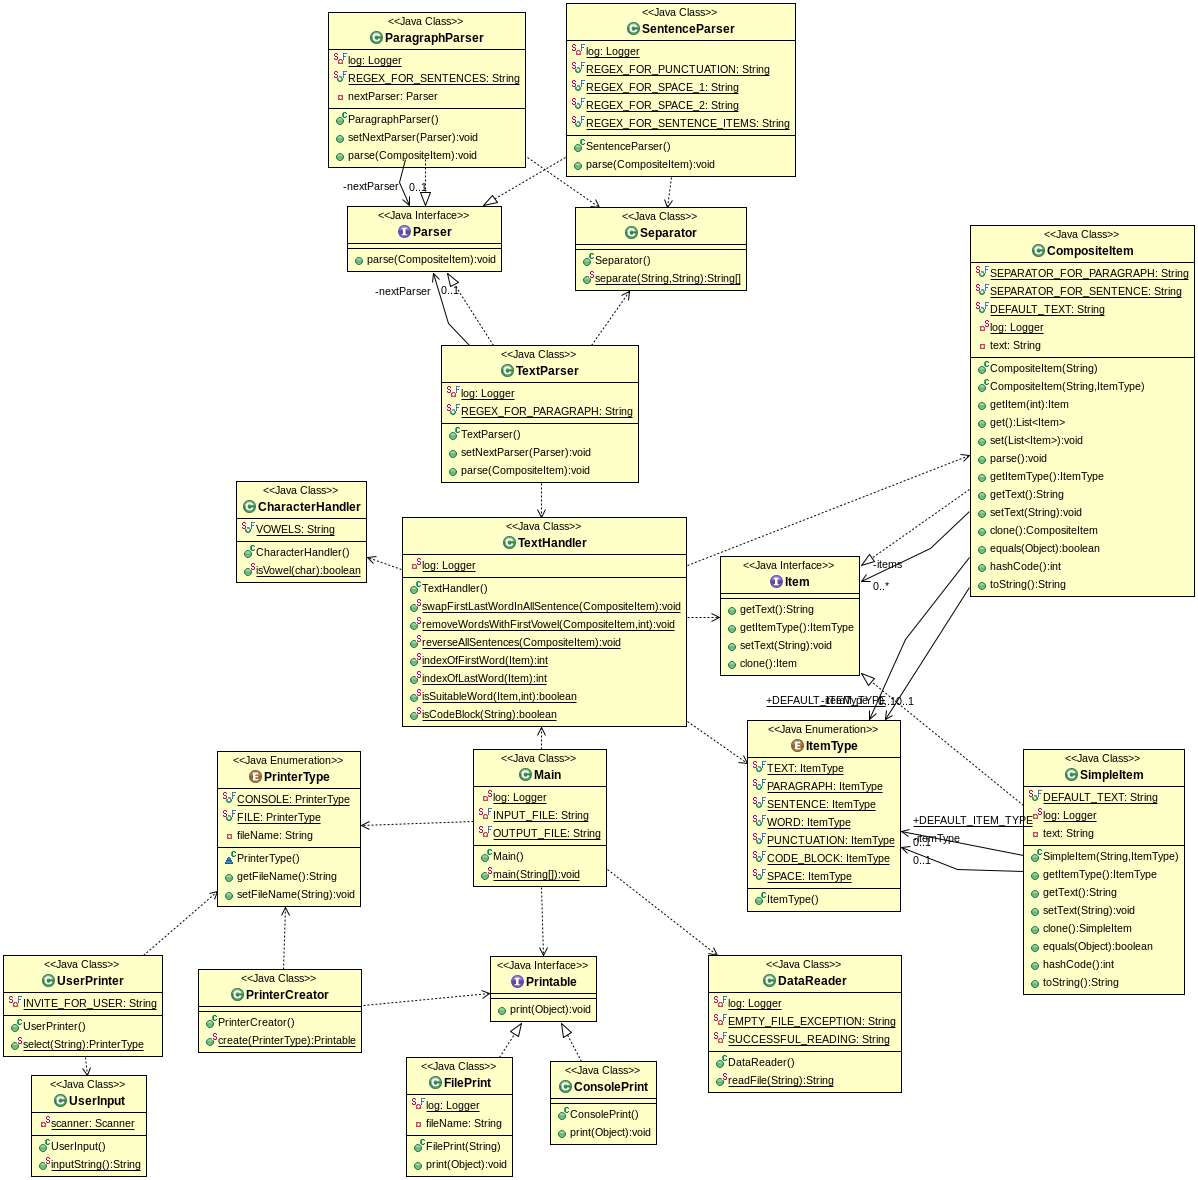 <<Java Class>>
ParagraphParser
log: Logger
REGEX_FOR_SENTENCES: String
nextParser: Parser
ParagraphParser()
setNextParser(Parser):void
parse(CompositeItem):void
<<Java Class>>
SentenceParser
log: Logger
REGEX_FOR_PUNCTUATION: String
REGEX_FOR_SPACE_1: String
REGEX_FOR_SPACE_2: String
REGEX_FOR_SENTENCE_ITEMS: String
SentenceParser()
parse(CompositeItem):void
-nextParser
0..1
<<Java Interface>>
Parser
parse(CompositeItem):void
<<Java Class>>
Separator
Separator()
separate(String,String):String[]
-nextParser
0..1
<<Java Class>>
CompositeItem
SEPARATOR_FOR_PARAGRAPH: String
SEPARATOR_FOR_SENTENCE: String
DEFAULT_TEXT: String
log: Logger
text: String
CompositeItem(String)
CompositeItem(String,ItemType)
getItem(int):Item
get():List<Item>
set(List<Item>):void
parse():void
getItemType():ItemType
getText():String
setText(String):void
clone():CompositeItem
equals(Object):boolean
hashCode():int
toString():String
<<Java Class>>
TextParser
log: Logger
REGEX_FOR_PARAGRAPH: String
TextParser()
setNextParser(Parser):void
parse(CompositeItem):void
<<Java Class>>
CharacterHandler
VOWELS: String
CharacterHandler()
isVowel(char):boolean
<<Java Class>>
TextHandler
log: Logger
TextHandler()
swapFirstLastWordInAllSentence(CompositeItem):void
removeWordsWithFirstVowel(CompositeItem,int):void
reverseAllSentences(CompositeItem):void
indexOfFirstWord(Item):int
indexOfLastWord(Item):int
isSuitableWord(Item,int):boolean
isCodeBlock(String):boolean
<<Java Interface>>
Item
getText():String
getItemType():ItemType
setText(String):void
clone():Item
-items
0..*
+DEFAULT_ITEM_TYPE
-itemType
0..1
0..1
<<Java Enumeration>>
ItemType
TEXT: ItemType
PARAGRAPH: ItemType
SENTENCE: ItemType
WORD: ItemType
PUNCTUATION: ItemType
CODE_BLOCK: ItemType
SPACE: ItemType
ItemType()
<<Java Class>>
SimpleItem
DEFAULT_TEXT: String
log: Logger
text: String
SimpleItem(String,ItemType)
getItemType():ItemType
getText():String
setText(String):void
clone():SimpleItem
equals(Object):boolean
hashCode():int
toString():String
+DEFAULT_ITEM_TYPE
-itemType
0..1
0..1
<<Java Enumeration>>
PrinterType
CONSOLE: PrinterType
FILE: PrinterType
fileName: String
PrinterType()
getFileName():String
setFileName(String):void
<<Java Class>>
Main
log: Logger
INPUT_FILE: String
OUTPUT_FILE: String
Main()
main(String[]):void
<<Java Class>>
UserPrinter
INVITE_FOR_USER: String
UserPrinter()
select(String):PrinterType
<<Java Class>>
PrinterCreator
PrinterCreator()
create(PrinterType):Printable
<<Java Interface>>
Printable
print(Object):void
<<Java Class>>
DataReader
log: Logger
EMPTY_FILE_EXCEPTION: String
SUCCESSFUL_READING: String
DataReader()
readFile(String):String
<<Java Class>>
UserInput
scanner: Scanner
UserInput()
inputString():String
<<Java Class>>
FilePrint
log: Logger
fileName: String
FilePrint(String)
print(Object):void
<<Java Class>>
ConsolePrint
ConsolePrint()
print(Object):void